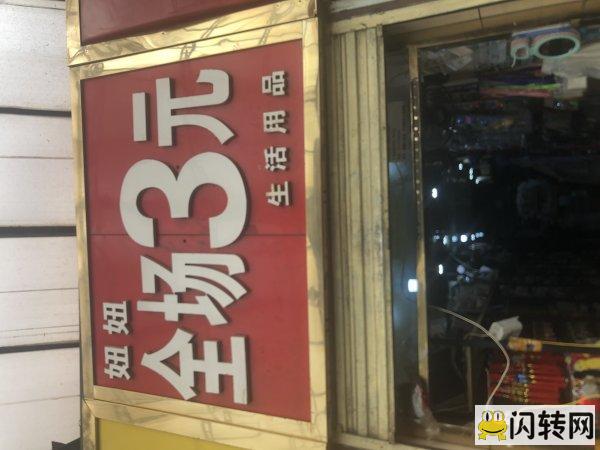 妞妞
全场3元
生活用品
闪转网